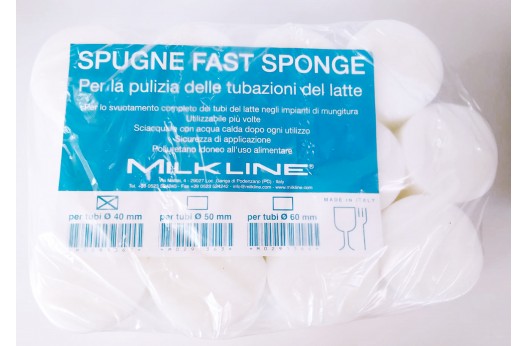 SPUGNE FAST SPONGE
Per la pulizia delle tubazioni del latte
Per lo svuotamento completo dei tubi del latte negli impianti di mungitura
Utilizzabile più volte
Sciacquare con acqua calda dopo ogni utilizzo
Sicurezza di applicazione
Poliuretano idoneo all'uso alimentare
MILKLINE®
per tubi Ø 40 mm
per tubi Ø 50 mm
per tubi Ø 60 mm
MADE IN ITALY